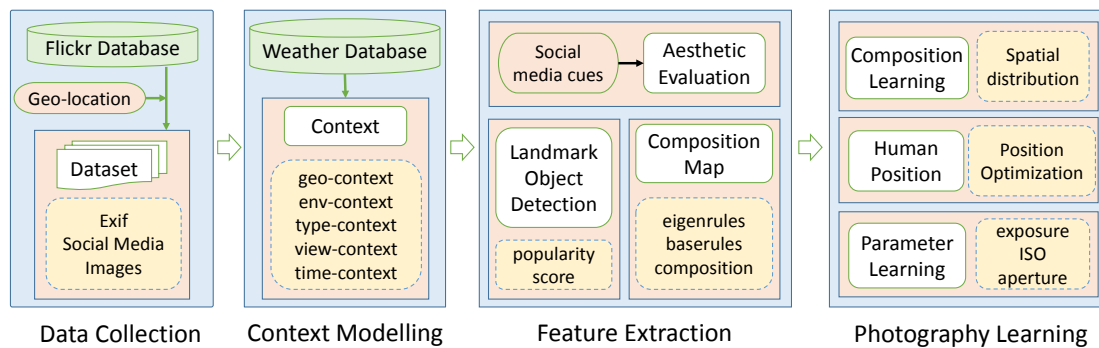 Flickr Database
Geo-location
Dataset
Exif
Social Media
Images
Data Collection
Weather Database
Context
geo-context
env-context
type-context
view-context
time-context
Context Modelling
Social
media cues
Aesthetic
Evaluation
Landmark
Object
Detection
popularity
score
Composition
Map
eigenrules
baserules
composition
Feature Extraction
Composition
Learning
Spatial
distribution
Human
Position
Position
Optimization
Parameter
Learning
exposure
ISO
aperture
Photography Learning